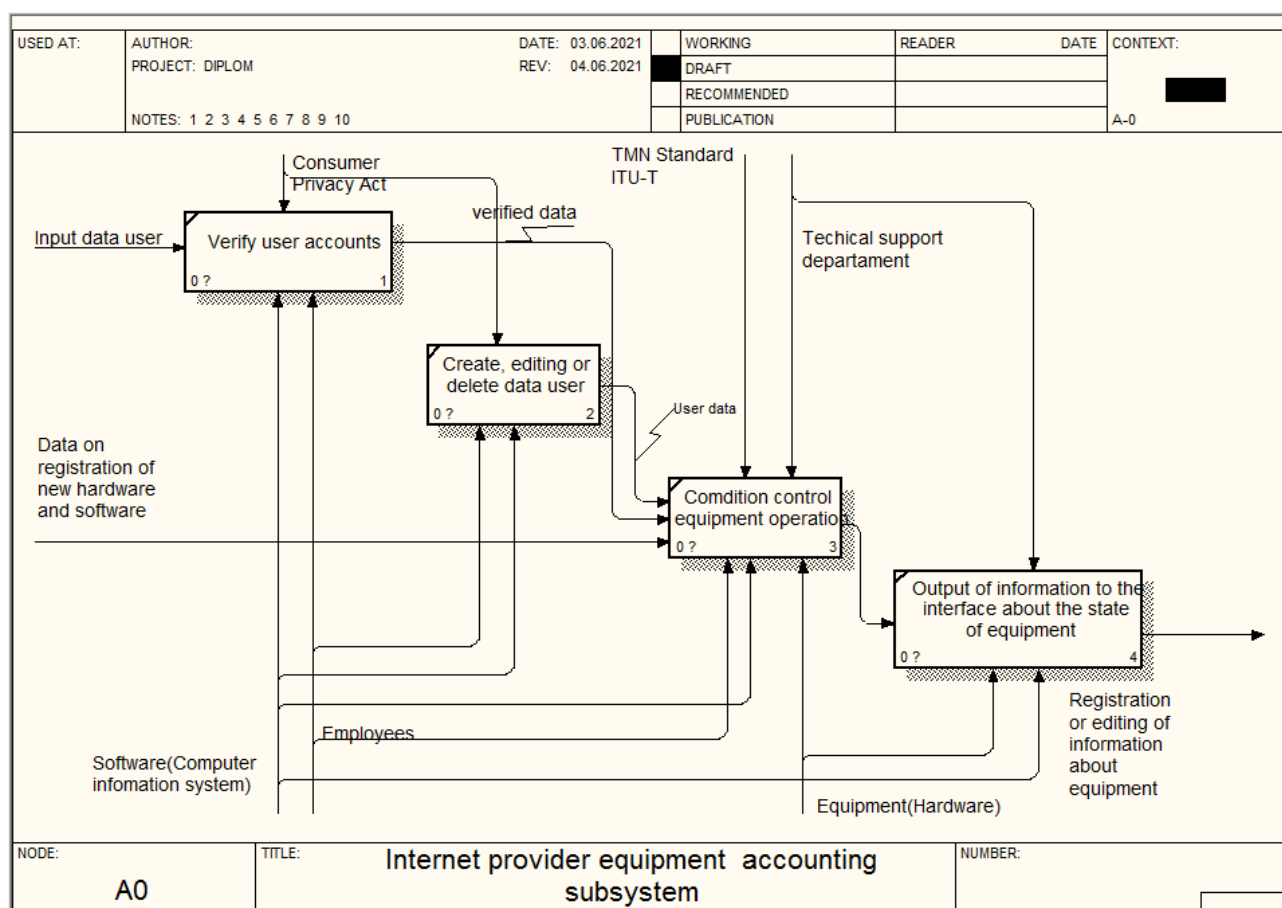 USED AT:
AUTHOR:
DATE: 03.06.2021
PROJECT: DIPLOM
REV: 04.06.2021
NOTES: 1 2 3 4 5 6 7 8 9 10
WORKING
DRAFT
RECOMMENDED
PUBLICATION
READER
DATE
CONTEXT:
A-0
Consumer
Privacy Act
TMN Standard
ITU-T
Input data user
Verify user accounts
0 ?
1
verified data
Techical support
departament
Create, editing or
delete data user
0 ?
2
User data
Data on
registration of
new hardware
and software
Comdition control
equipment operation
0 ?
3
Output of information to the
interface about the state
of equipment
0 ?
4
Registration
or editing of
information
about
equipment
Employees
Software(Computer
infomation system)
Equipment(Hardware)
NODE:
A0
TITLE:
Internet provider equipment accounting
subsystem
NUMBER: